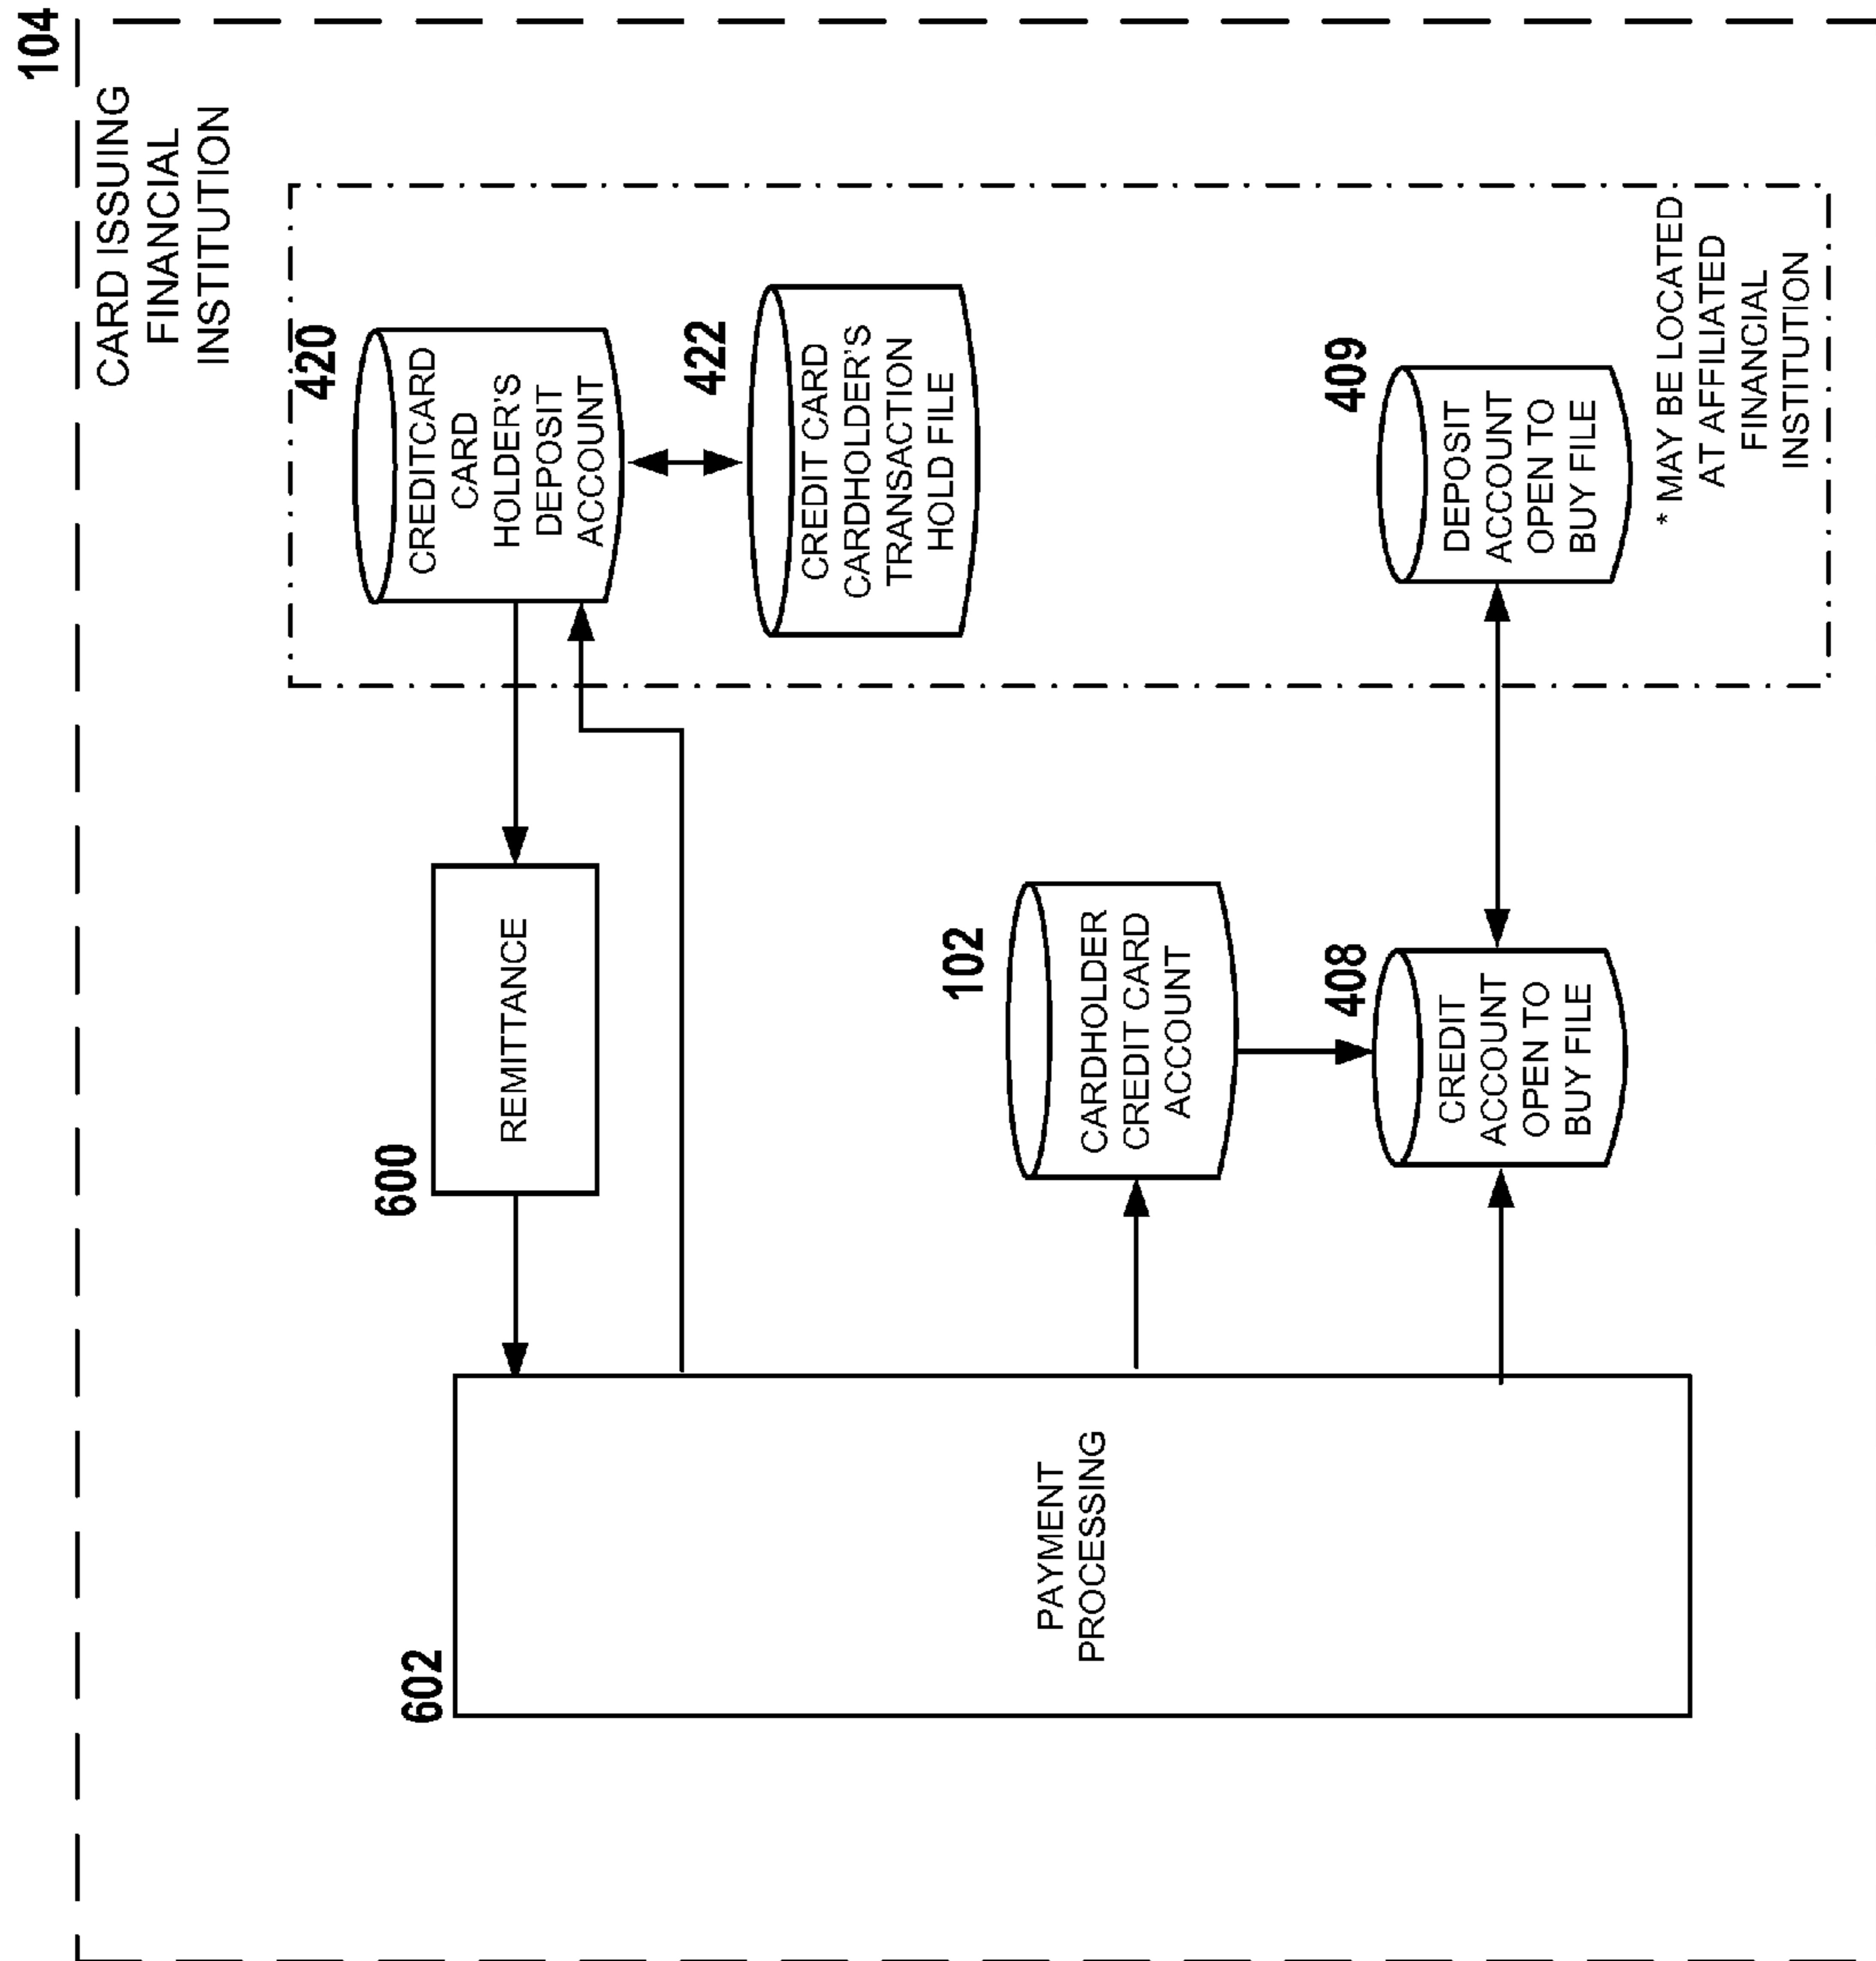 104
CARD ISSUING
FINANCIAL
INSTITUTION
602
PAYMENT
PROCESSING
600
REMITTANCE
420
CREDITCARD
CARD
HOLDER'S
DEPOSIT
ACCOUNT
422
CREDIT CARD
CARDHOLDER'S
TRANSACTION
HOLD FILE
102
CARDHOLDER
CREDIT CARD
ACCOUNT
408
CREDIT
ACCOUNT
OPEN TO
BUY FILE
409
DEPOSIT
ACCOUNT
OPEN TO
BUY FILE
* MAY BE LOCATED
AT AFFILIATED
FINANCIAL
INSTITUTION